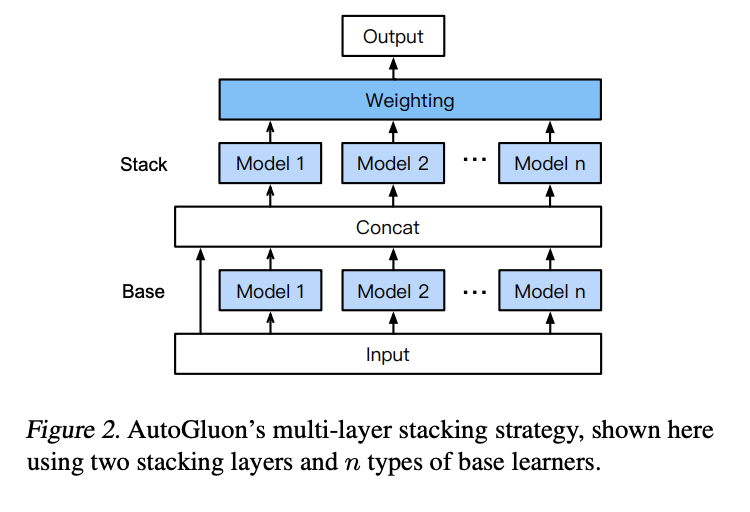 Output
Weighting
Stack Model 1 Model 2 ... Model n
Concat
Base Model 1 Model 2 ... Model n
Input
Figure 2. AutoGluon's multi-layer stacking strategy, shown here
using two stacking layers and n types of base learners.